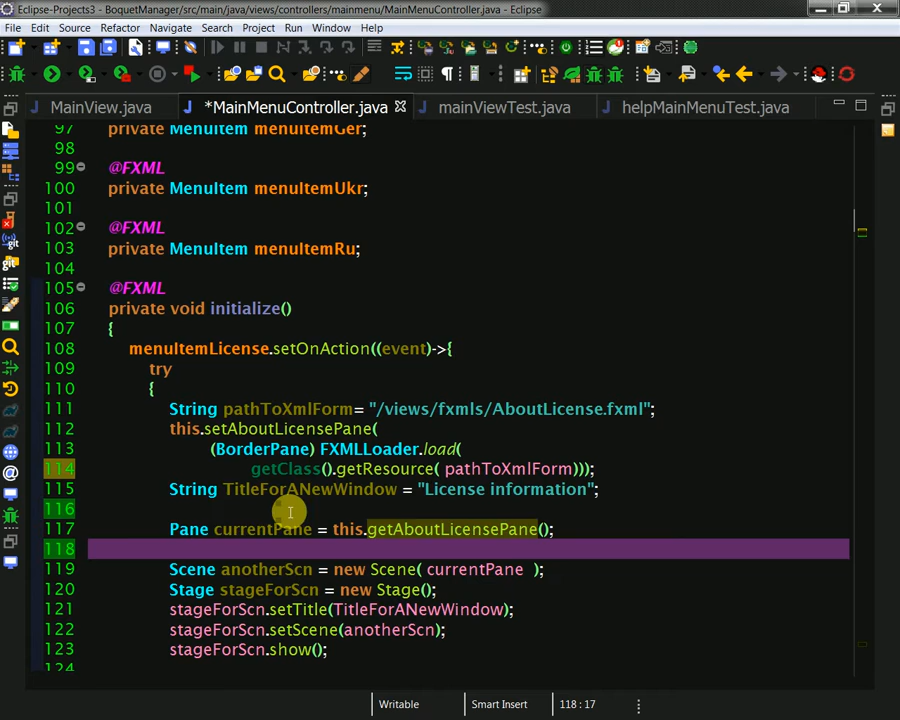 Eclipse-Projects3 - BoquetManager/src/main/java/views/controllers/mainmenu/MainMenuController.java - Eclipse
File Edit Source Refactor Navigate Search Project Run Window Help
MainView.java *MainMenuController.java mainViewTest.java helpMainMenuTest.java
97 private MenuItem menuItemGer;
98
99 @FXML
100 private MenuItem menuItemUkr;
101
102 @FXML
103 private MenuItem menuItemRu;
104
105 @FXML
106 private void initialize()
107 {
108 menuItemLicense.setOnAction((event)->{
109 try
110 {
111 String pathToXmlForm= "/views/fxmls/AboutLicense.fxml";
112 this.setAboutLicensePane(
113 (BorderPane) FXMLLoader.load(
114 getClass().getResource( pathToXmlForm)));
115 String TitleForANewWindow = "License information";
116
117 Pane currentPane = this.getAboutLicensePane();
118
119 Scene anotherScn = new Scene( currentPane );
120 Stage stageForScn = new Stage();
121 stageForScn.setTitle(TitleForANewWindow);
122 stageForScn.setScene(anotherScn);
123 stageForScn.show();
124
Writable Smart Insert 118 : 17